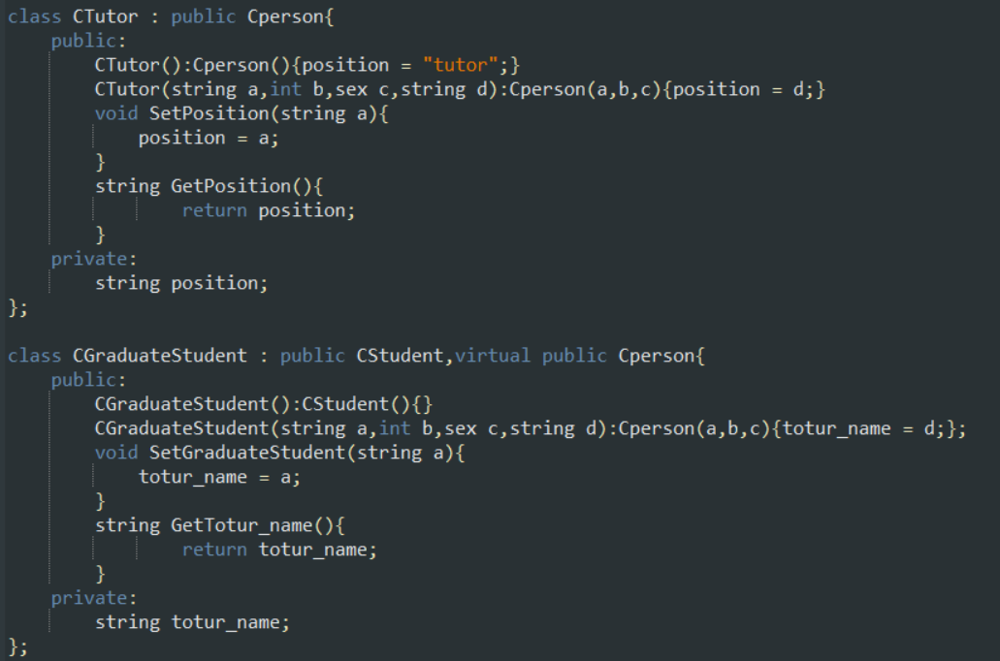 class CTutor : public Cperson{
    public:
        CTutor():Cperson(){position = "tutor";}
        CTutor(string a,int b,sex c,string d):Cperson(a,b,c){position = d;}
        void SetPosition(string a){
            position = a;
        }
        string GetPosition(){
                return position;
        }
    private:
        string position;
};

class CGraduateStudent : public CStudent,virtual public Cperson{
    public:
        CGraduateStudent():CStudent(){}
        CGraduateStudent(string a,int b,sex c,string d):Cperson(a,b,c){totur_name = d;};
        void SetGraduateStudent(string a){
            totur_name = a;
        }
        string GetTotur_name(){
                return totur_name;
        }
    private:
        string totur_name;
};